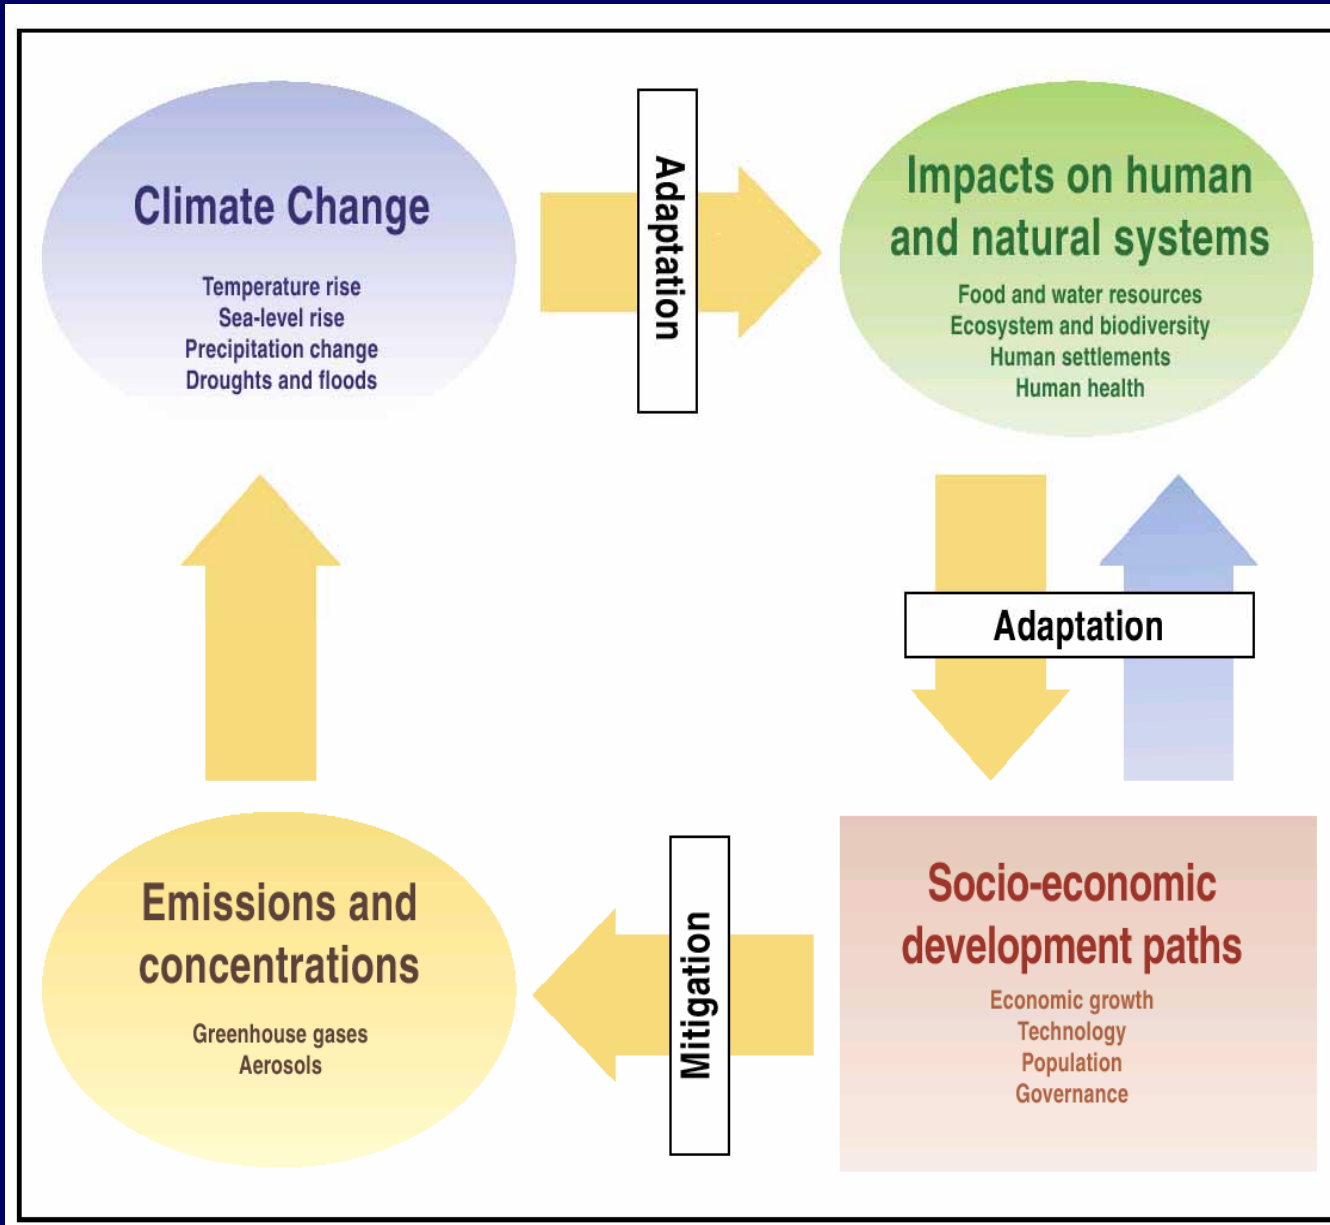 Climate Change
Temperature rise
Sea-level rise
Precipitation change
Droughts and floods
Adaptation
Impacts on human
and natural systems
Food and water resources
Ecosystem and biodiversity
Human settlements
Human health
Adaptation
Emissions and
concentrations
Greenhouse gases
Aerosols
Mitigation
Socio-economic
development paths
Economic growth
Technology
Population
Governance